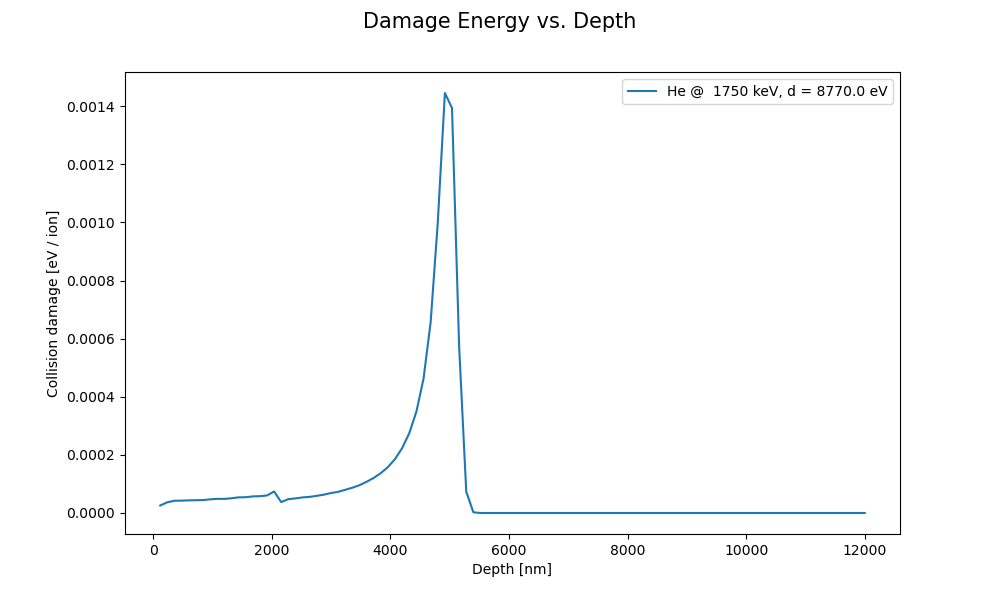 Damage Energy vs. Depth
He @  1750 keV, d = 8770.0 eV
Collision damage [eV / ion]
0.0014
0.0012
0.0010
0.0008
0.0006
0.0004
0.0002
0.0000
0 2000 4000 6000 8000 10000 12000
Depth [nm]